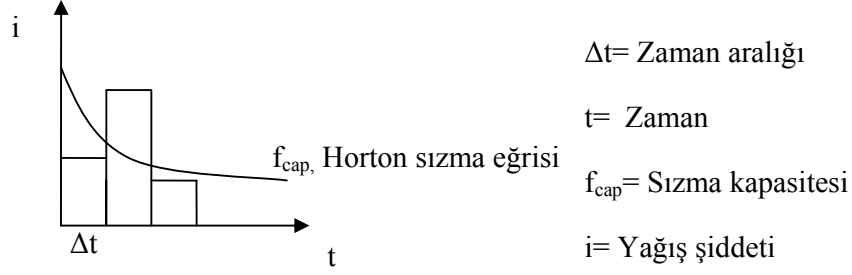 i
Δt= Zaman aralığı
t= Zaman
f_cap, Horton sızma eğrisi
f_cap= Sızma kapasitesi
Δt
t
i= Yağış şiddeti